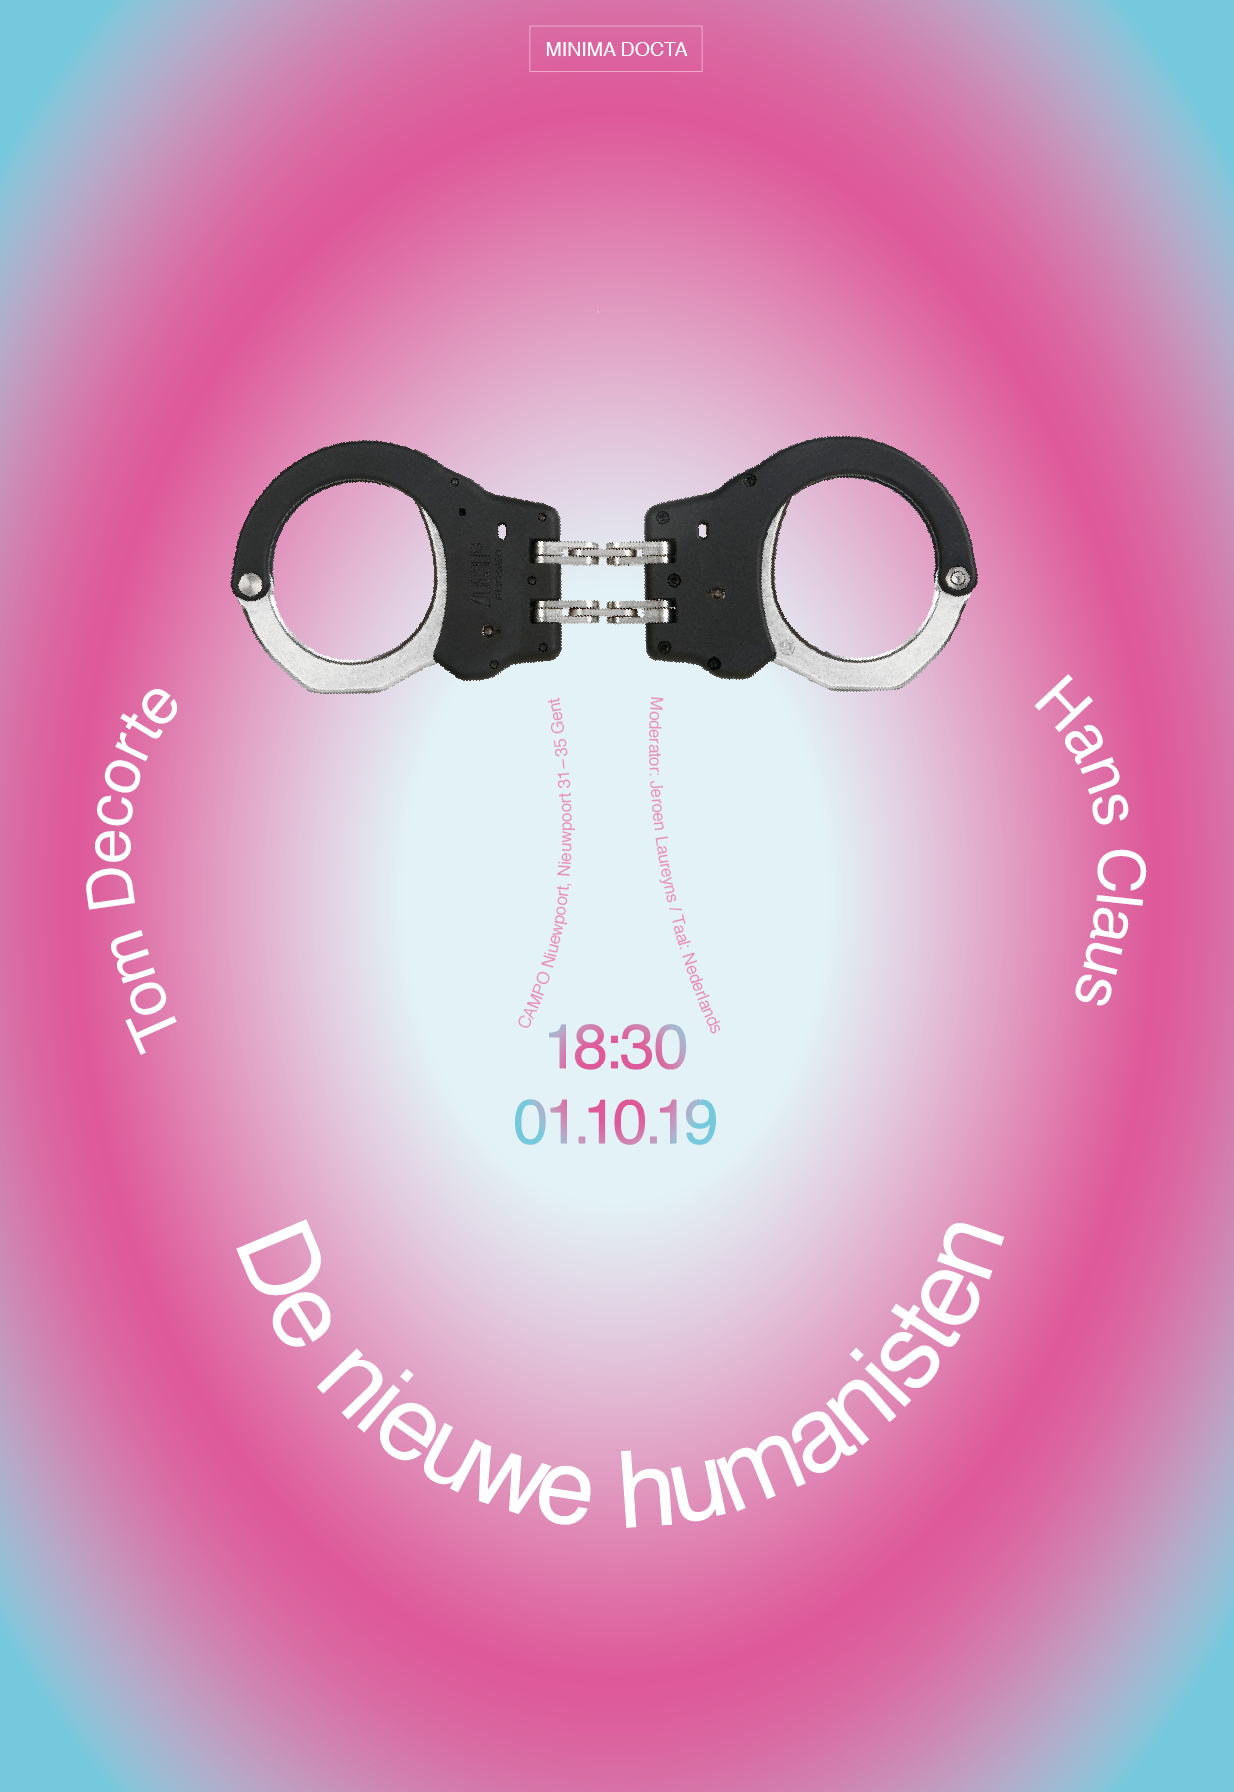 MINIMA DOCTA
Tom Decorte
Hans Claus
CAMPO Niuewpoort, Nieuwpoort 31–35 Gent
Moderator: Jeroen Laureyns / Taal: Nederlands
18:30
01.10.19
De nieuwe humanisten